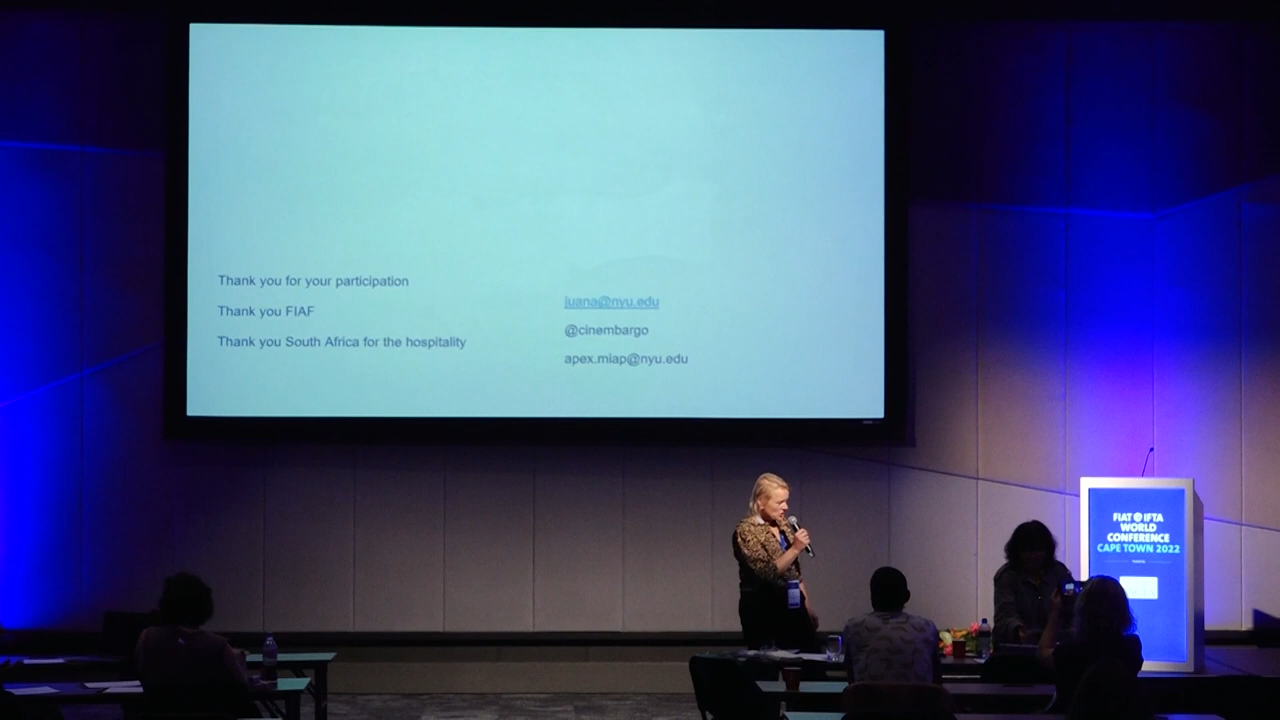 Thank you for your participation
Thank you FIAF
Thank you South Africa for the hospitality
juana@nyu.edu
@cinembargo
apex.miap@nyu.edu
FIAT IFTA
WORLD
CONFERENCE
CAPE TOWN 2022